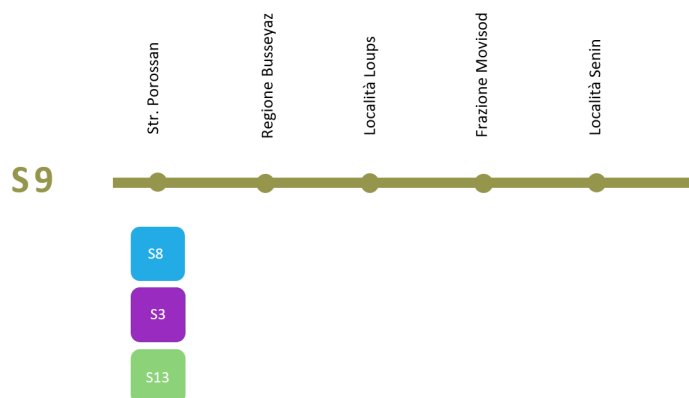 Str. Porossan
Regione Busseyaz
Località Loups
Frazione Movisod
Località Senin
S9
S8
S3
S13